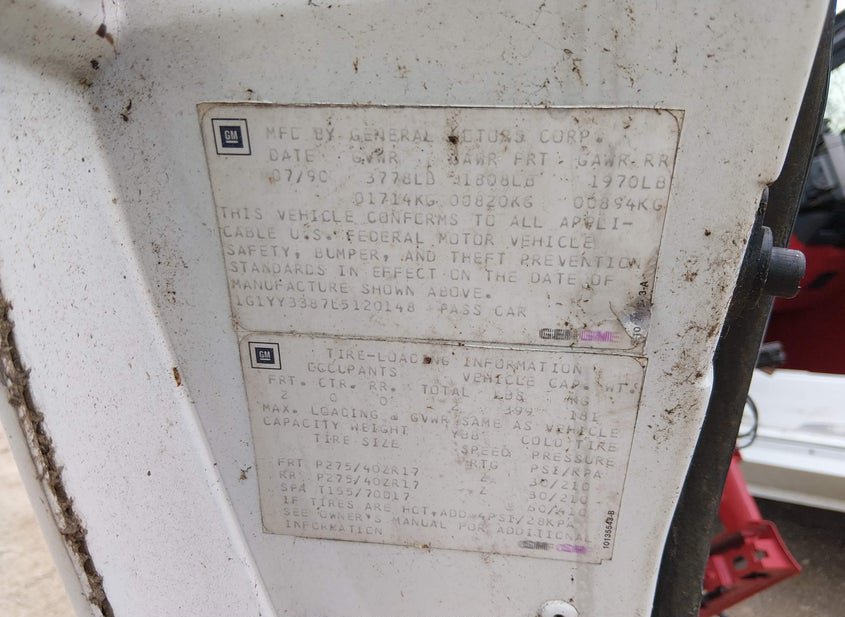 GM
MFD BY GENERAL MOTORS CORP.
DATE GVWR GAWR FRT GAWR RR
07/90 3778LB 01808LB 1970LB
01714KG 00820KG 00894KG
THIS VEHICLE CONFORMS TO ALL APPLI-
CABLE U.S. FEDERAL MOTOR VEHICLE
SAFETY, BUMPER, AND THEFT PREVENTION
STANDARDS IN EFFECT ON THE DATE OF
MANUFACTURE SHOWN ABOVE.
PASS CAR
GM
TIRE-LOADING INFORMATION
OCCUPANTS VEHICLE CAP. WT.
FRT. CTR. RR. TOTAL LBS KG
2 0 0 2 399 181
MAX. LOADING & GVWR SAME AS VEHICLE
CAPACITY WEIGHT COLD TIRE
TIRE SIZE SPEED PRESSURE
RTG PSI/KPA
FRT P275/40ZR17 Z 30/210
RR P275/40ZR17 Z 30/210
SPA T155/70D17 60/410
IF TIRES ARE HOT, ADD 4PSI/28KPA
SEE OWNER'S MANUAL FOR ADDITIONAL
INFORMATION
10135543-B